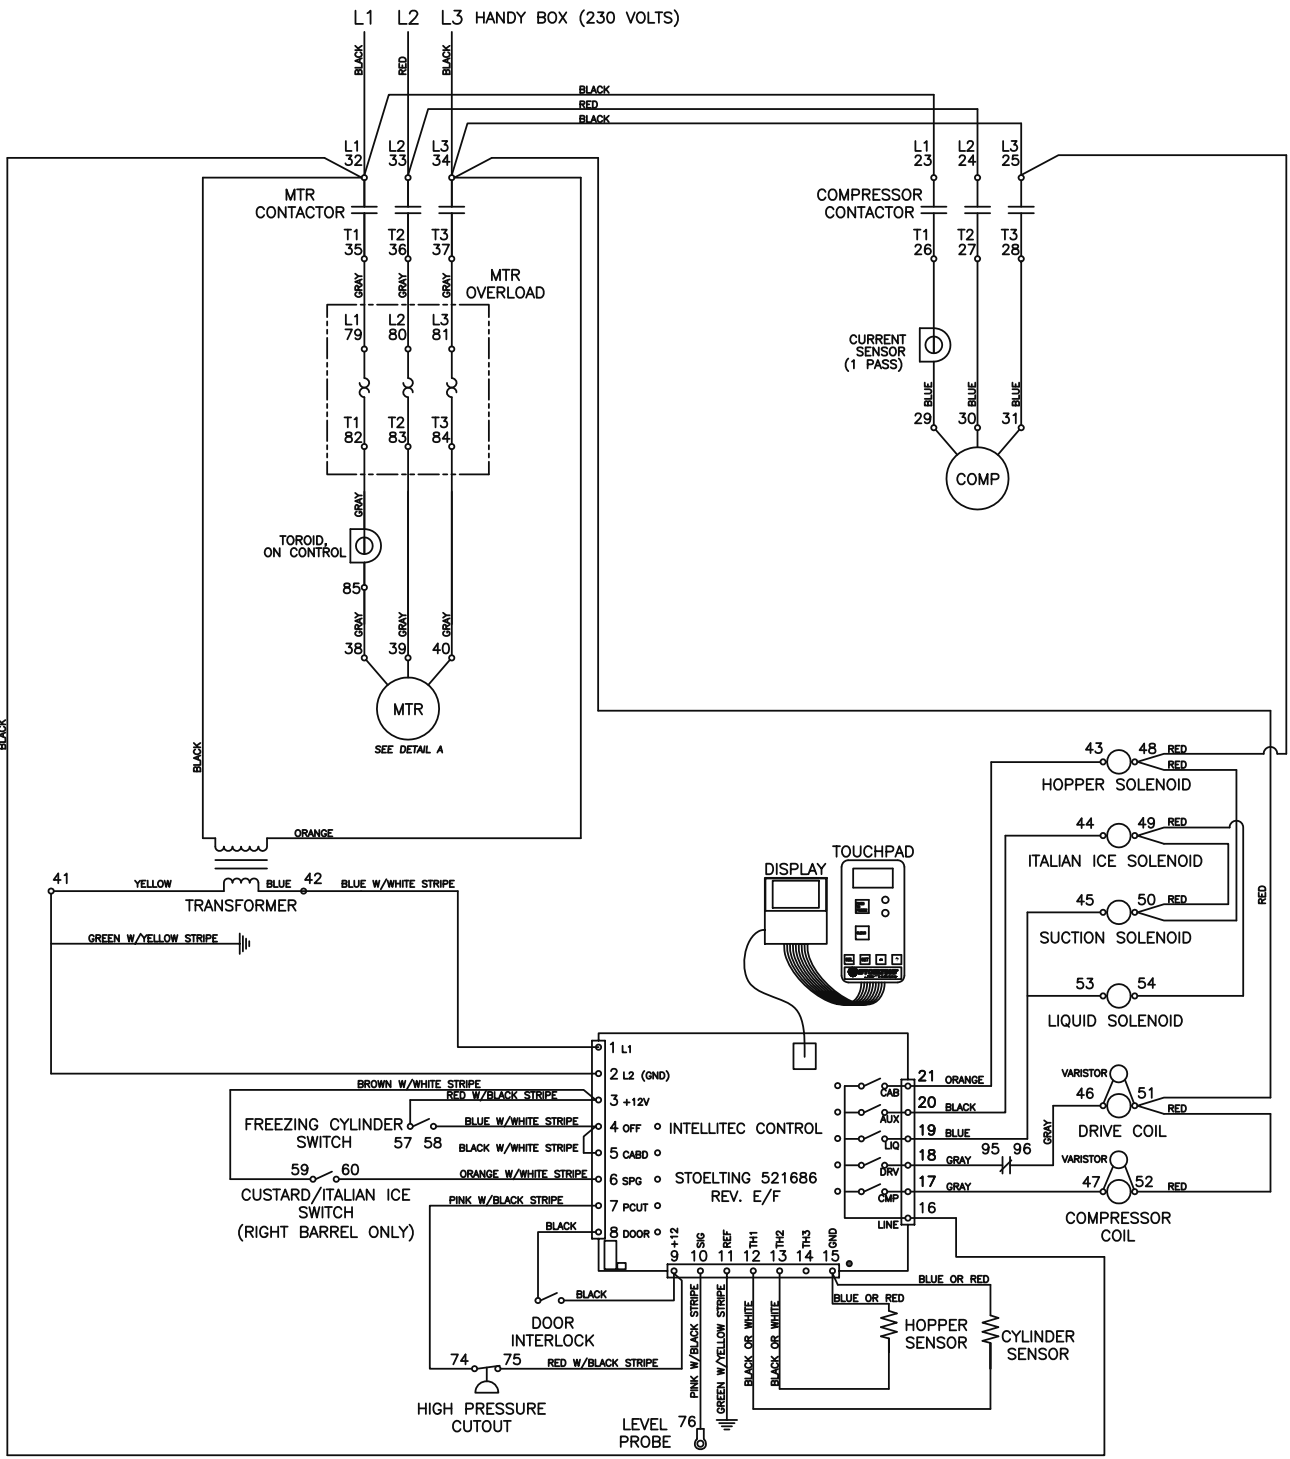 L1 L2 L3 HANDY BOX (230 VOLTS)
BLACK
RED
BLACK
BLACK
RED
BLACK
L1 L2 L3
32 33 34
L1 L2 L3
23 24 25
MTR
CONTACTOR
COMPRESSOR
CONTACTOR
T1 T2 T3
35 36 37
T1 T2 T3
26 27 28
GRAY
GRAY
GRAY
MTR
OVERLOAD
L1 L2 L3
79 80 81
CURRENT
SENSOR
(1 PASS)
BLUE
BLUE
BLUE
29 30 31
COMP
T1 T2 T3
82 83 84
GRAY
TOROID,
ON CONTROL
85
GRAY
GRAY
GRAY
38 39 40
MTR
SEE DETAIL A
BLACK
BLACK
ORANGE
41
YELLOW
BLUE
42
BLUE W/WHITE STRIPE
TRANSFORMER
GREEN W/YELLOW STRIPE
DISPLAY
TOUCHPAD
43 48 RED
RED
HOPPER SOLENOID
44 49 RED
ITALIAN ICE SOLENOID
RED
45 50 RED
SUCTION SOLENOID
53 54
LIQUID SOLENOID
VARISTOR
46 51
RED
DRIVE COIL
GRAY
VARISTOR
47 52 RED
COMPRESSOR
COIL
1 L1
2 L2 (GND)
3 +12V
4 OFF
5 CABD
6 SPG
7 PCUT
8 DOOR
BROWN W/WHITE STRIPE
RED W/BLACK STRIPE
FREEZING CYLINDER
SWITCH
57 58
BLUE W/WHITE STRIPE
BLACK W/WHITE STRIPE
59 60
ORANGE W/WHITE STRIPE
CUSTARD/ITALIAN ICE
SWITCH
(RIGHT BARREL ONLY)
PINK W/BLACK STRIPE
BLACK
INTELLITEC CONTROL
STOELTING 521686
REV. E/F
CAB
AUX
LIQ
DRV
CMP
LINE
21 ORANGE
20 BLACK
19 BLUE
18 GRAY
95 96
17 GRAY
16
+12 SIG REF TH1 TH2 TH3 GND
9 10 11 12 13 14 15
BLACK
DOOR
INTERLOCK
74 75
RED W/BLACK STRIPE
HIGH PRESSURE
CUTOUT
PINK W/BLACK STRIPE
GREEN W/YELLOW STRIPE
BLACK OR WHITE
BLACK OR WHITE
BLUE OR RED
BLUE OR RED
HOPPER
SENSOR
CYLINDER
SENSOR
LEVEL
PROBE
76